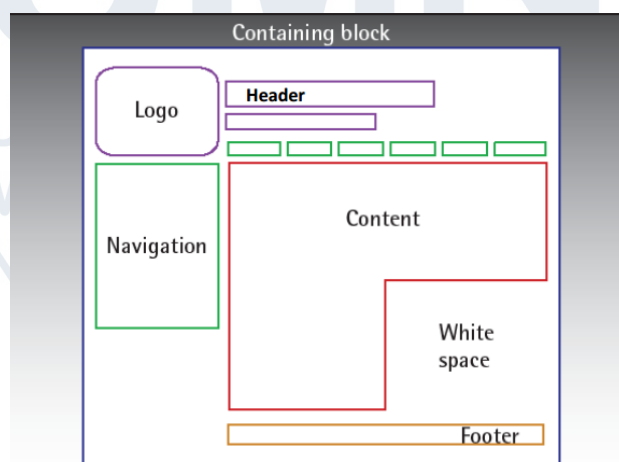 Containing block
Logo
Header
Navigation
Content
White
space
Footer